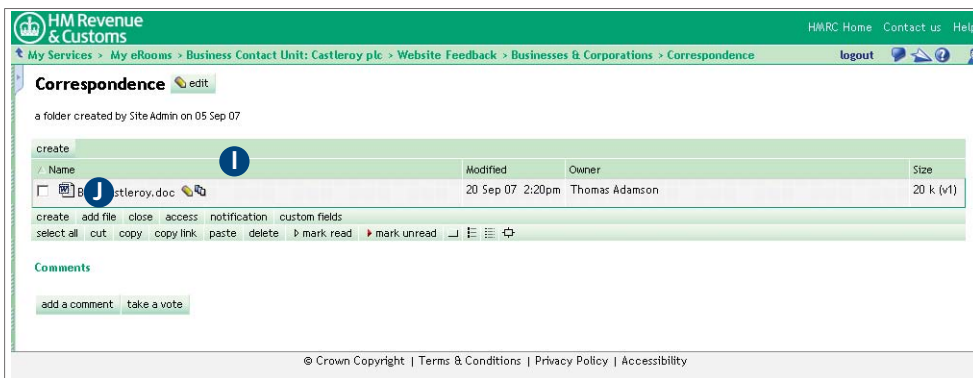 HM Revenue
& Customs
HMRC Home Contact us Help
My Services > My eRooms > Business Contact Unit: Castleroy plc > Website Feedback > Businesses & Corporations > Correspondence logout
Correspondence edit
a folder created by Site Admin on 05 Sep 07
create
I
Name Modified Owner Size
J
stleroy.doc 20 Sep 07 2:20pm Thomas Adamson 20 k (v1)
create add file close access notification custom fields
select all cut copy copy link paste delete mark read mark unread
Comments
add a comment take a vote
© Crown Copyright | Terms & Conditions | Privacy Policy | Accessibility